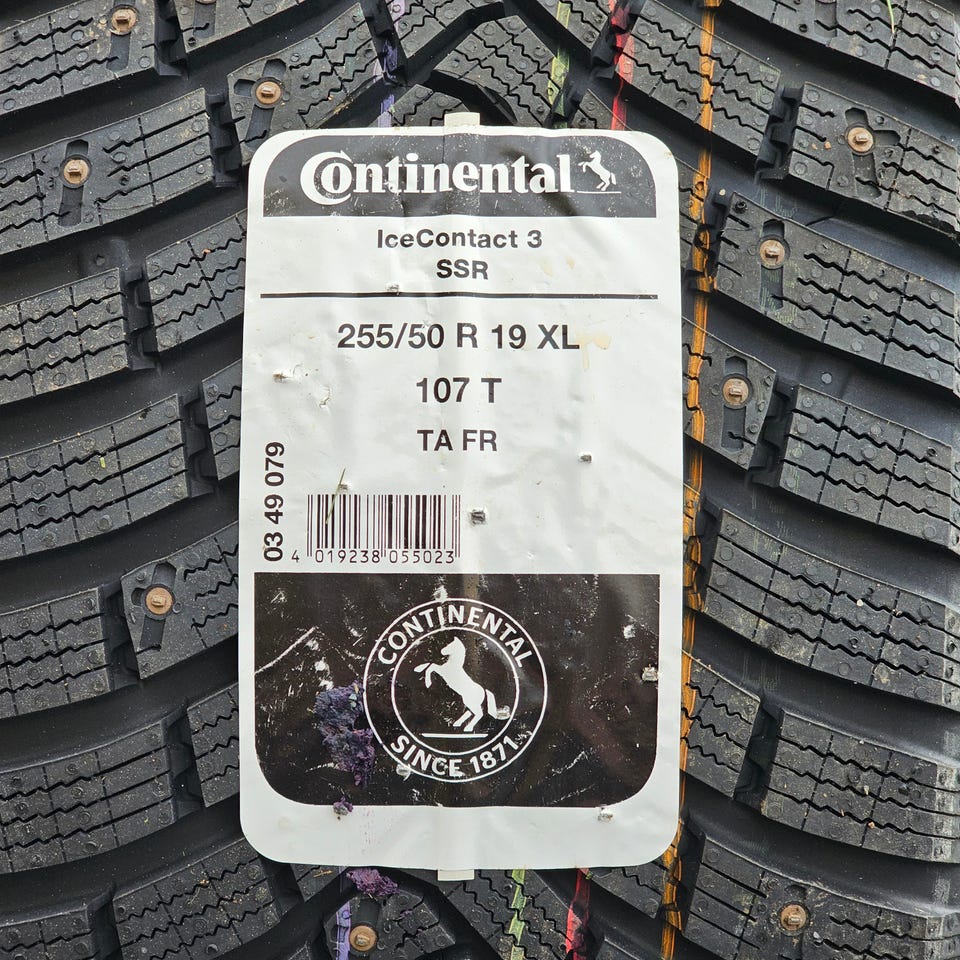 Continental
IceContact 3
SSR
255/50 R 19 XL
107 T
TA FR
03 49 079
4 019238 055023
CONTINENTAL
SINCE 1871